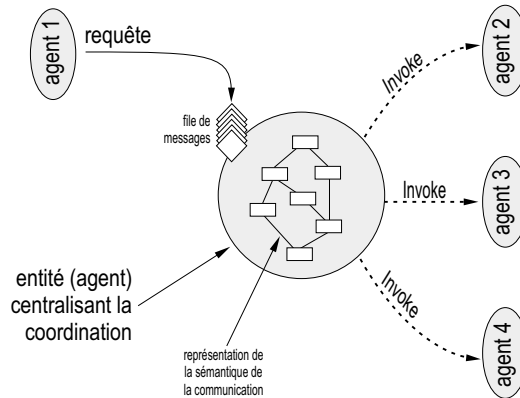 agent 1
requête
agent 2
Invoke
file de
messages
Invoke
agent 3
entité (agent)
centralisant la
coordination
Invoke
agent 4
représentation de
la sémantique de
la communication